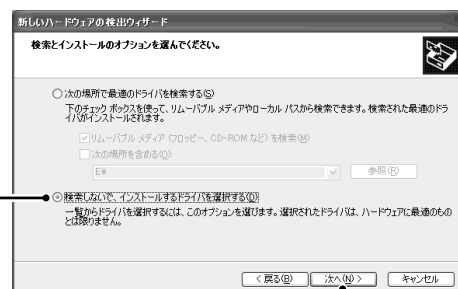 新しいハードウェアの検出ウィザード
検索とインストールのオプションを選んでください。
次の場所で最適のドライバを検索する(S)
下のチェック ボックスを使って、リムーバブル メディアやローカル パスから検索できます。検索された最適のドラ
イバがインストールされます。
リムーバブル メディア (フロッピー、CD-ROM など) を検索(M)
次の場所を含める(O):
E:¥
参照(R)
検索しないで、インストールするドライバを選択する(D)
一覧からドライバを選択するには、このオプションを選びます。選択されたドライバは、ハードウェアに最適のもの
とは限りません。
< 戻る(B)
次へ(N) >
キャンセル